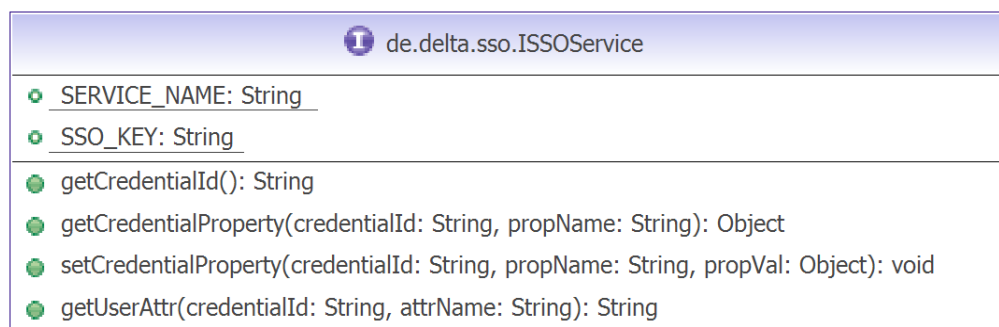 I de.delta.sso.ISSOService
SERVICE_NAME: String
SSO_KEY: String
getCredentialId(): String
getCredentialProperty(credentialId: String, propName: String): Object
setCredentialProperty(credentialId: String, propName: String, propVal: Object): void
getUserAttr(credentialId: String, attrName: String): String